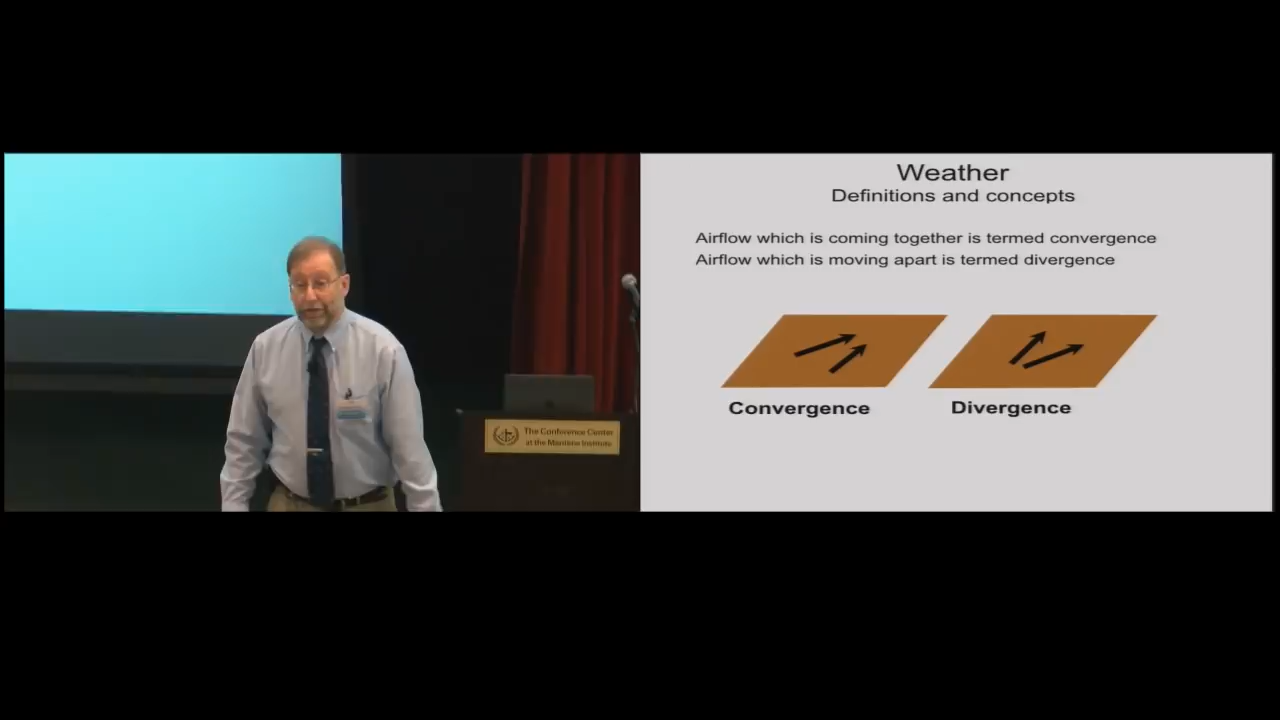 The Conference Center
at the Maritime Institute
Weather
Definitions and concepts
Airflow which is coming together is termed convergence
Airflow which is moving apart is termed divergence
Convergence
Divergence